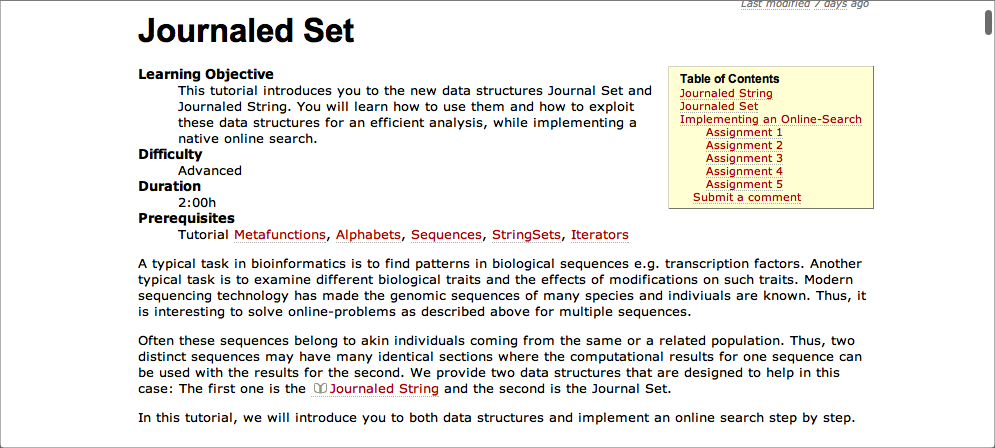 Last modified 7 days ago
Journaled Set
Learning Objective
This tutorial introduces you to the new data structures Journal Set and
Journaled String. You will learn how to use them and how to exploit
these data structures for an efficient analysis, while implementing a
native online search.
Difficulty
Advanced
Duration
2:00h
Prerequisites
Tutorial Metafunctions, Alphabets, Sequences, StringSets, Iterators
Table of Contents
Journaled String
Journaled Set
Implementing an Online-Search
Assignment 1
Assignment 2
Assignment 3
Assignment 4
Assignment 5
Submit a comment
A typical task in bioinformatics is to find patterns in biological sequences e.g. transcription factors. Another
typical task is to examine different biological traits and the effects of modifications on such traits. Modern
sequencing technology has made the genomic sequences of many species and indiviuals are known. Thus, it
is interesting to solve online-problems as described above for multiple sequences.
Often these sequences belong to akin individuals coming from the same or a related population. Thus, two
distinct sequences may have many identical sections where the computational results for one sequence can
be used with the results for the second. We provide two data structures that are designed to help in this
case: The first one is the Journaled String and the second is the Journal Set.
In this tutorial, we will introduce you to both data structures and implement an online search step by step.